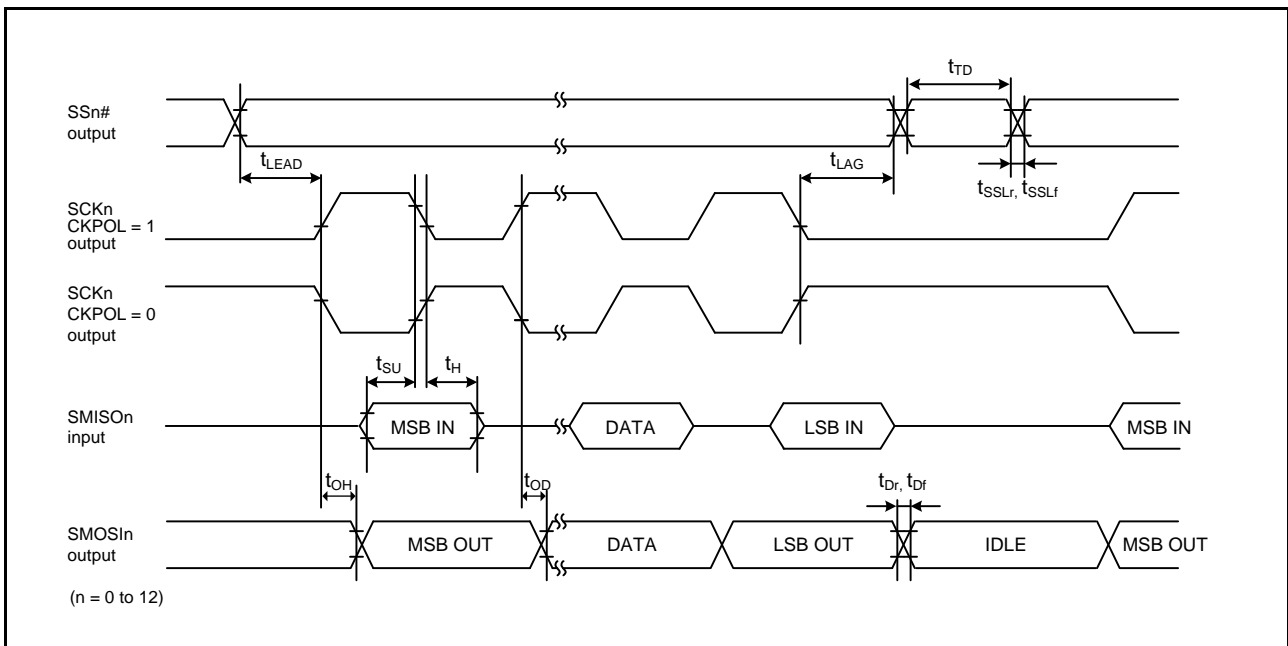 tTD
SSn#
output
tLEAD
tLAG
tSSLr, tSSLf
SCKn
CKPOL = 1
output
SCKn
CKPOL = 0
output
tSU
tH
SMISOn
input
MSB IN
DATA
LSB IN
MSB IN
tOH
tOD
tDr, tDf
SMOSIn
output
MSB OUT
DATA
LSB OUT
IDLE
MSB OUT
(n = 0 to 12)